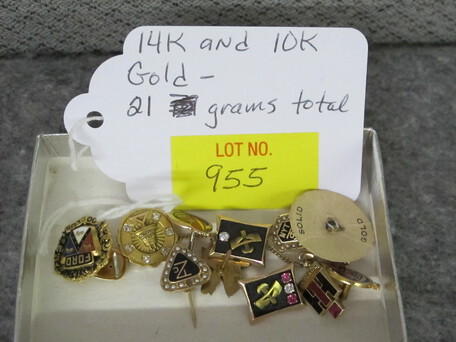 14K and 10K
Gold –
21 grams total
LOT NO.
955
FORD
SOLID
GOLD